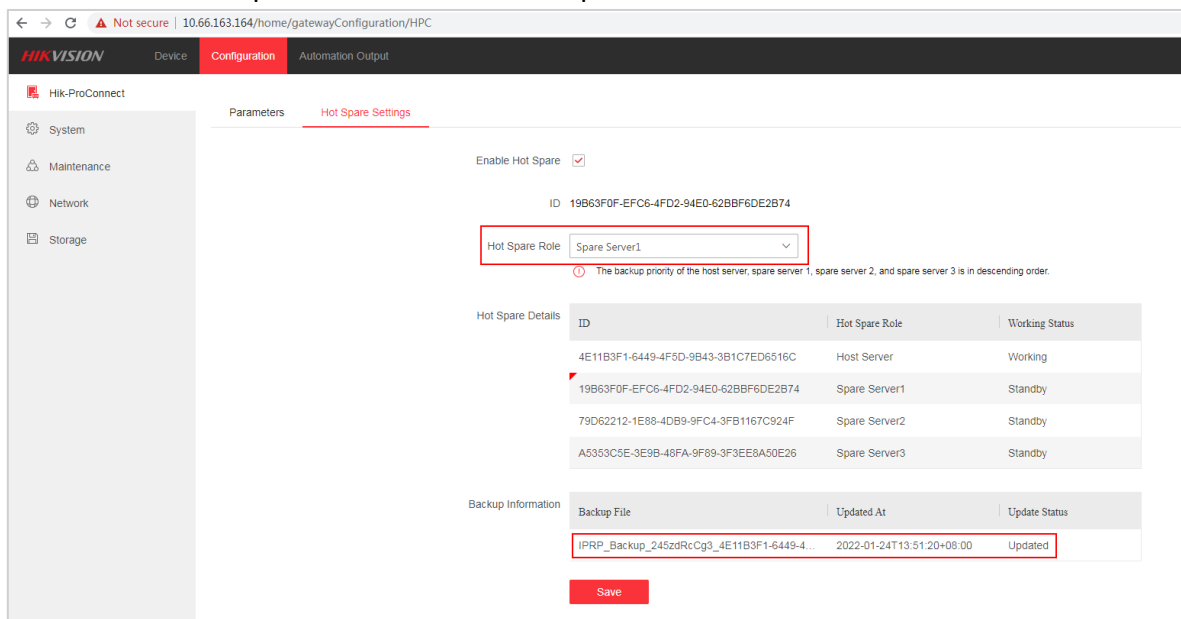 Not secure | 10.66.163.164/home/gatewayConfiguration/HPC
HIKVISION Device Configuration Automation Output
Hik-ProConnect
System
Maintenance
Network
Storage
Parameters Hot Spare Settings
Enable Hot Spare
ID 19B63F0F-EFC6-4FD2-94E0-62BBF6DE2B74
Hot Spare Role Spare Server1
The backup priority of the host server, spare server 1, spare server 2, and spare server 3 is in descending order.
Hot Spare Details
ID Hot Spare Role Working Status
4E11B3F1-6449-4F5D-9B43-3B1C7ED6516C Host Server Working
19B63F0F-EFC6-4FD2-94E0-62BBF6DE2B74 Spare Server1 Standby
79D62212-1E88-4DB9-9FC4-3FB1167C924F Spare Server2 Standby
A5353C5E-3E9B-48FA-9F89-3F3EE8A50E26 Spare Server3 Standby
Backup Information
Backup File Updated At Update Status
IPRP_Backup_245zdRcCg3_4E11B3F1-6449-4... 2022-01-24T13:51:20+08:00 Updated
Save